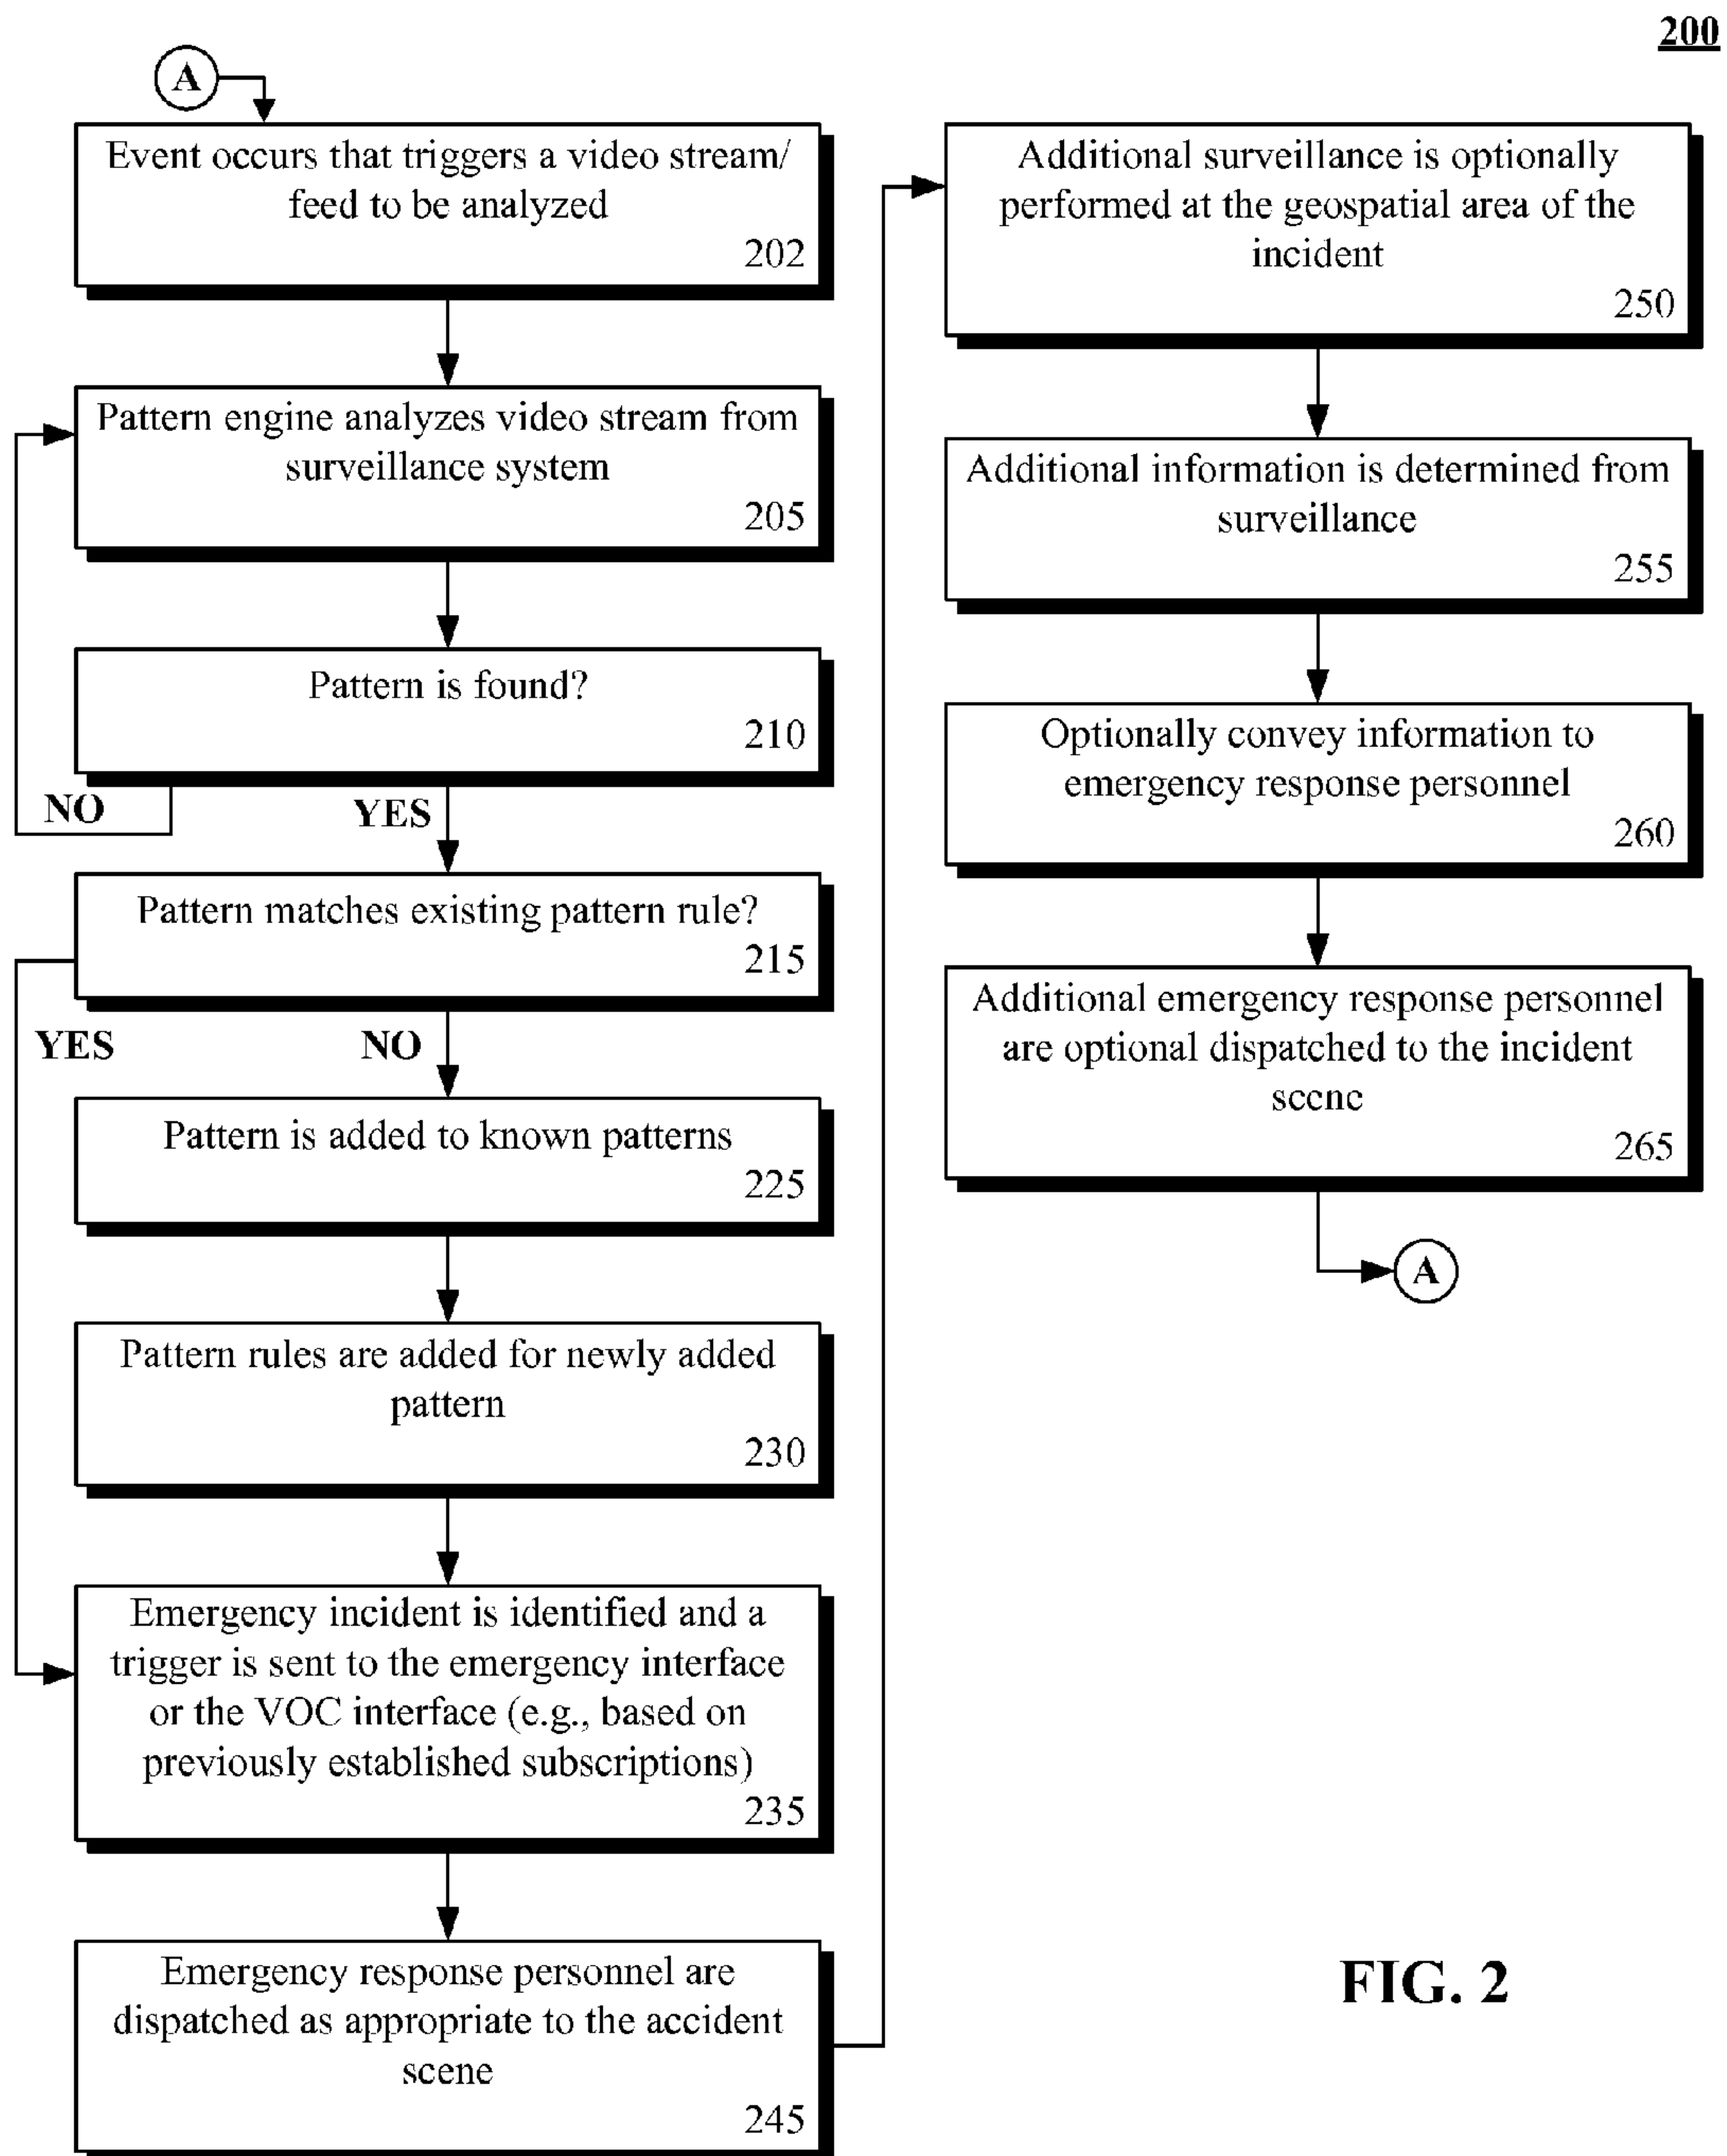 200
A
Event occurs that triggers a video stream/
feed to be analyzed
202
Pattern engine analyzes video stream from
surveillance system
205
Pattern is found?
210
NO
YES
Pattern matches existing pattern rule?
215
YES
NO
Pattern is added to known patterns
225
Pattern rules are added for newly added
pattern
230
Emergency incident is identified and a
trigger is sent to the emergency interface
or the VOC interface (e.g., based on
previously established subscriptions)
235
Emergency response personnel are
dispatched as appropriate to the accident
scene
245
Additional surveillance is optionally
performed at the geospatial area of the
incident
250
Additional information is determined from
surveillance
255
Optionally convey information to
emergency response personnel
260
Additional emergency response personnel
are optional dispatched to the incident
scene
265
A
FIG. 2